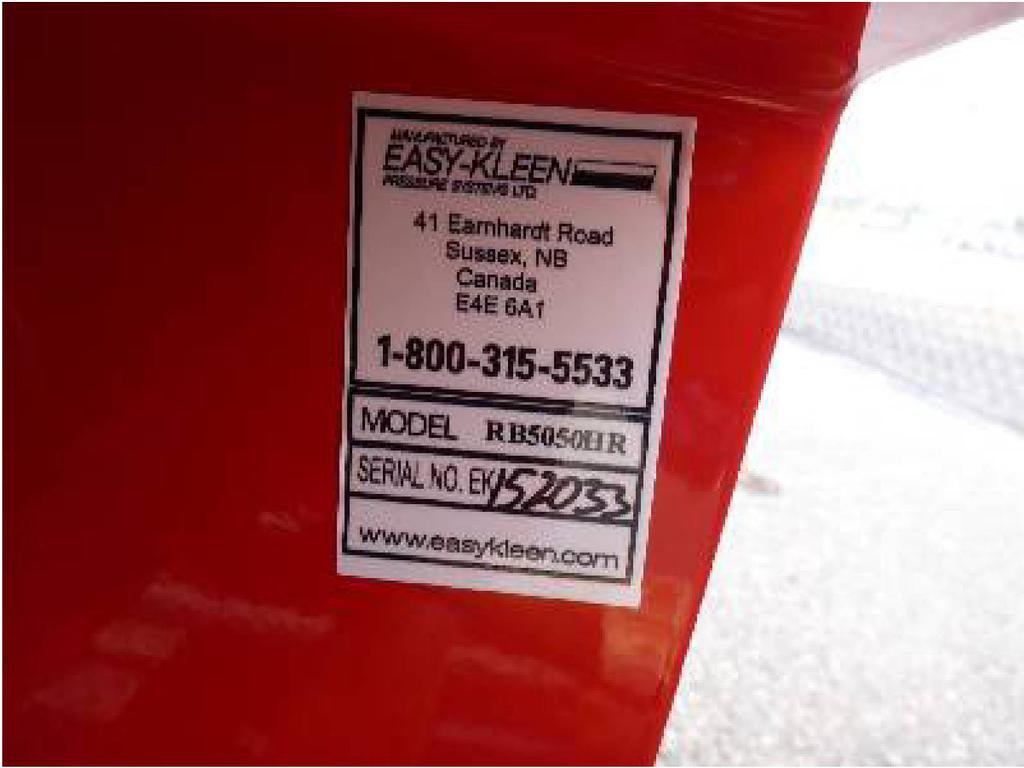 MANUFACTURED BY
EASY-KLEEN
PRESSURE SYSTEMS LTD.
41 Earnhardt Road
Sussex, NB
Canada
E4E 6A1
1-800-315-5533
MODEL RB5050HR
SERIAL NO. EK152033
www.easykleen.com